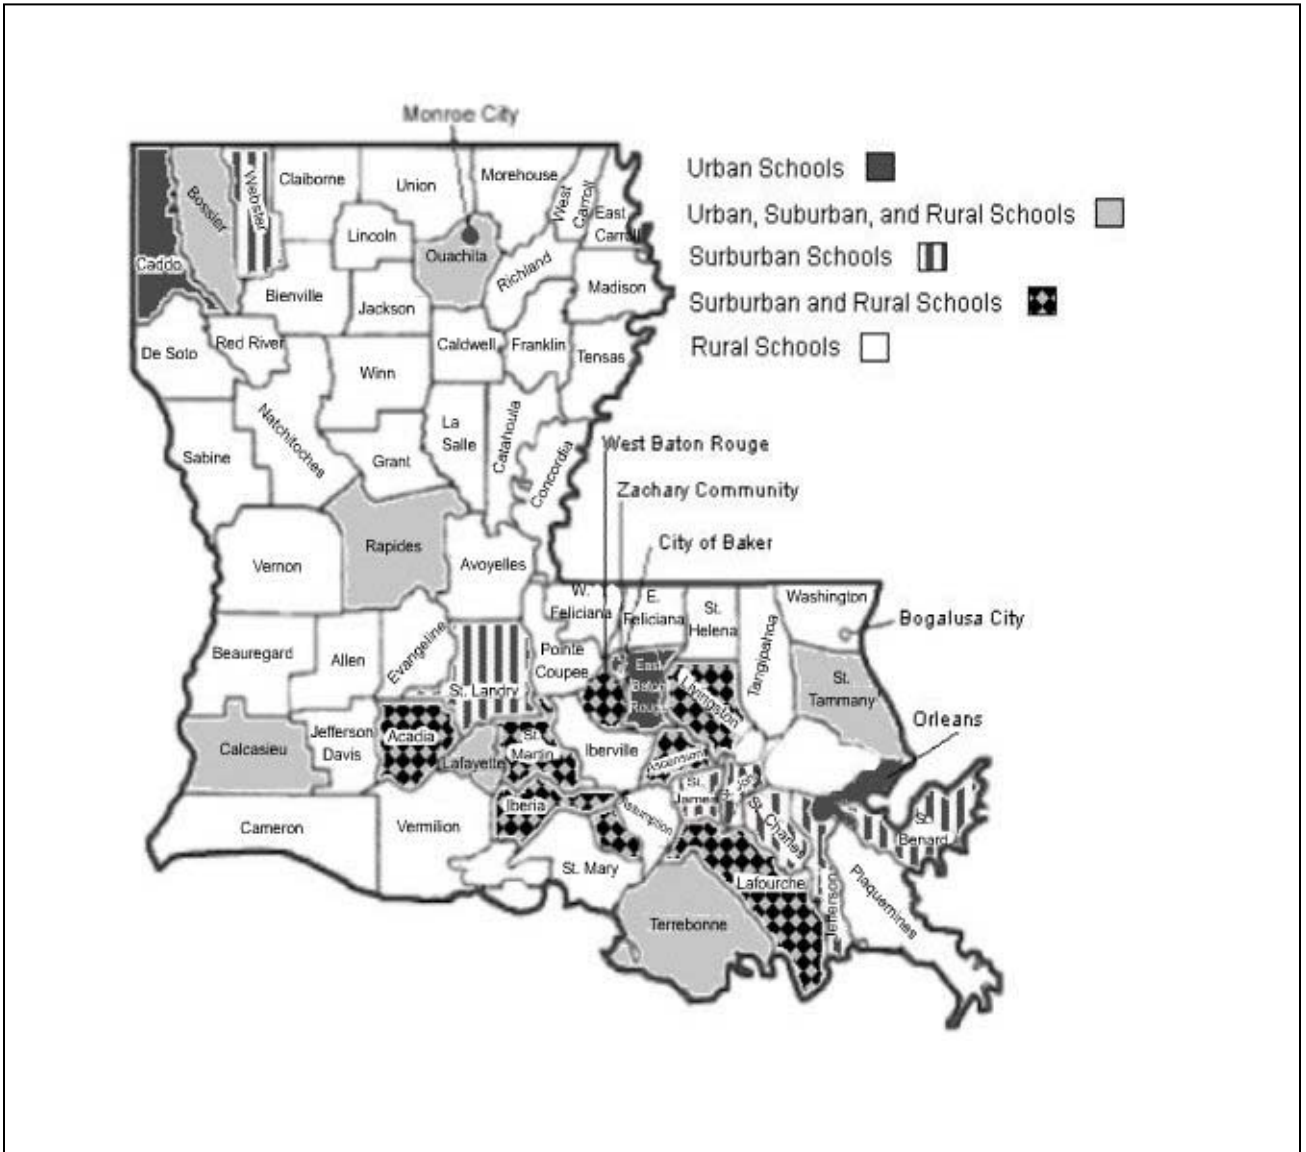 Monroe City
Urban Schools
Urban, Suburban, and Rural Schools
Surburban Schools
Surburban and Rural Schools
Rural Schools
Caddo
Bossier
Webster
Claiborne
Union
Morehouse
West
Carroll
East
Carroll
Lincoln
Ouachita
Richland
Madison
Bienville
Jackson
De Soto
Red River
Caldwell
Franklin
Tensas
Winn
Natchitoches
Sabine
Grant
La
Salle
Catahoula
Concordia
West Baton Rouge
Zachary Community
City of Baker
Rapides
Vernon
Avoyelles
W.
Feliciana
E.
Feliciana
St.
Helena
Tangipahoa
Washington
Bogalusa City
Beauregard
Allen
Evangeline
St. Landry
Pointe
Coupee
East
Baton
Rouge
Livingston
St.
Tammany
Orleans
Calcasieu
Jefferson
Davis
Acadia
Lafayette
St.
Martin
Iberville
Ascension
St.
James
St. Charles
St.
Benard
Cameron
Vermilion
Iberia
Assumption
St. Mary
Lafourche
Terrebonne
Jefferson
Plaquemines